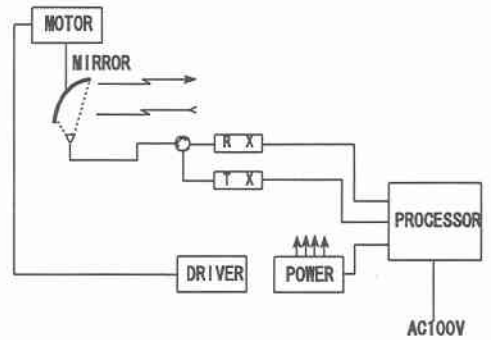 MOTOR
MIRROR
R X
T X
PROCESSOR
DRIVER
POWER
AC100V